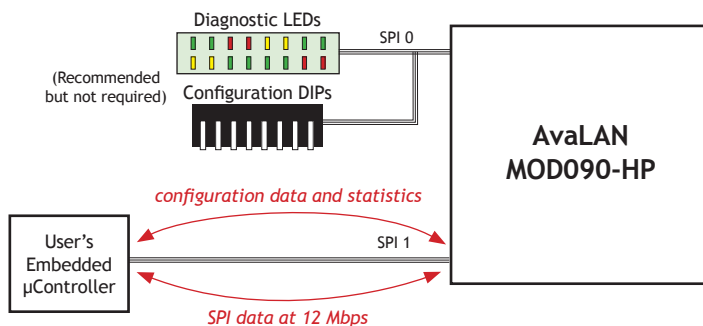 Diagnostic LEDs
SPI 0
(Recommended
but not required)
Configuration DIPs
AvaLAN
MOD090-HP
configuration data and statistics
User's
Embedded
µController
SPI 1
SPI data at 12 Mbps